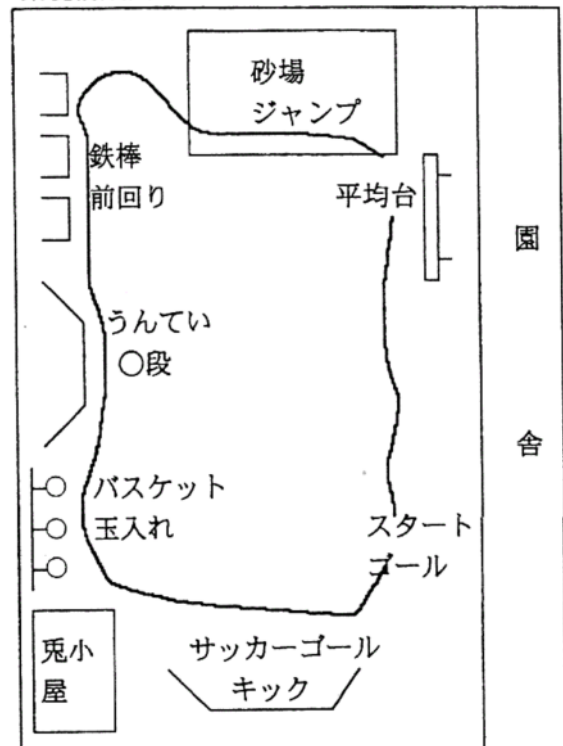 砂場
ジャンプ
鉄棒
前回り
平均台
園
舎
うんてい
○段
バスケット
玉入れ
スタート
ゴール
兎小
屋
サッカーゴール
キック